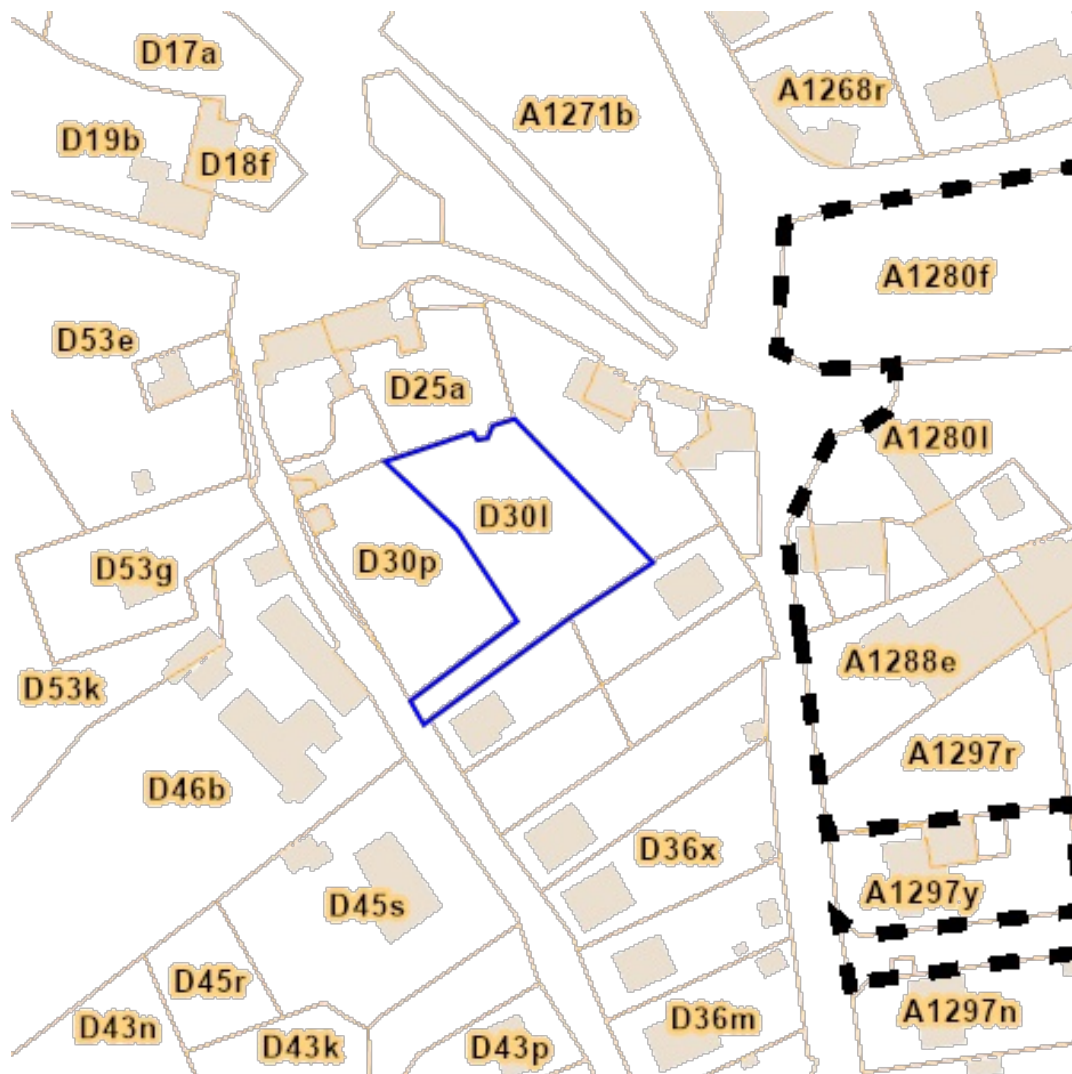 D17a
A1268r
A1271b
D19b
D18f
A1280f
D53e
D25a
A1280l
D30l
D30p
D53g
A1288e
D53k
A1297r
D46b
D36x
A1297y
D45s
D45r
A1297n
D36m
D43n
D43k
D43p